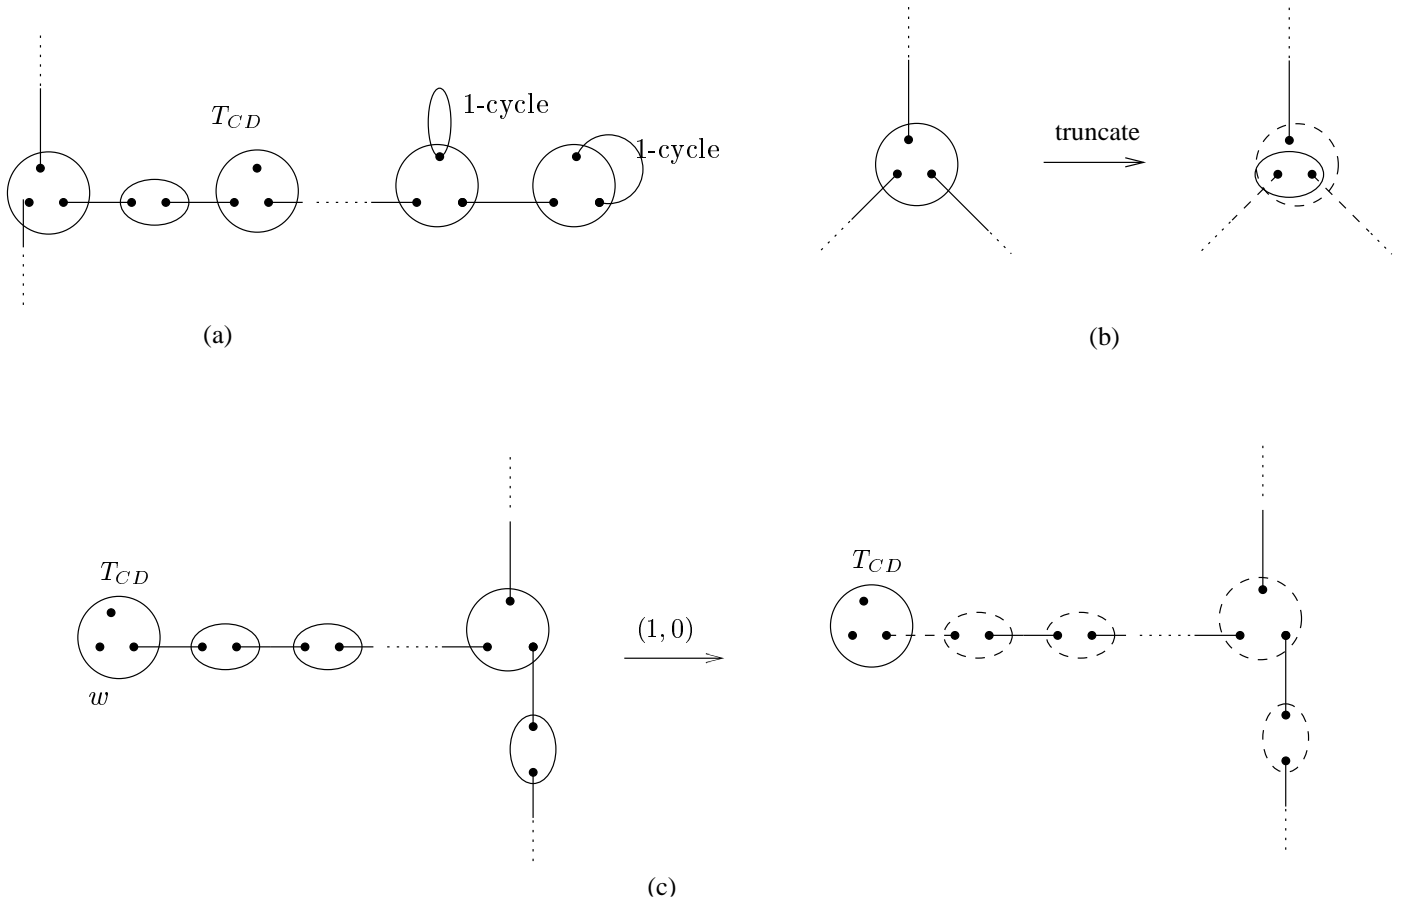 T_{CD}
1-cycle
1-cycle
truncate
(a)
(b)
T_{CD}
w
(1, 0)
T_{CD}
(c)